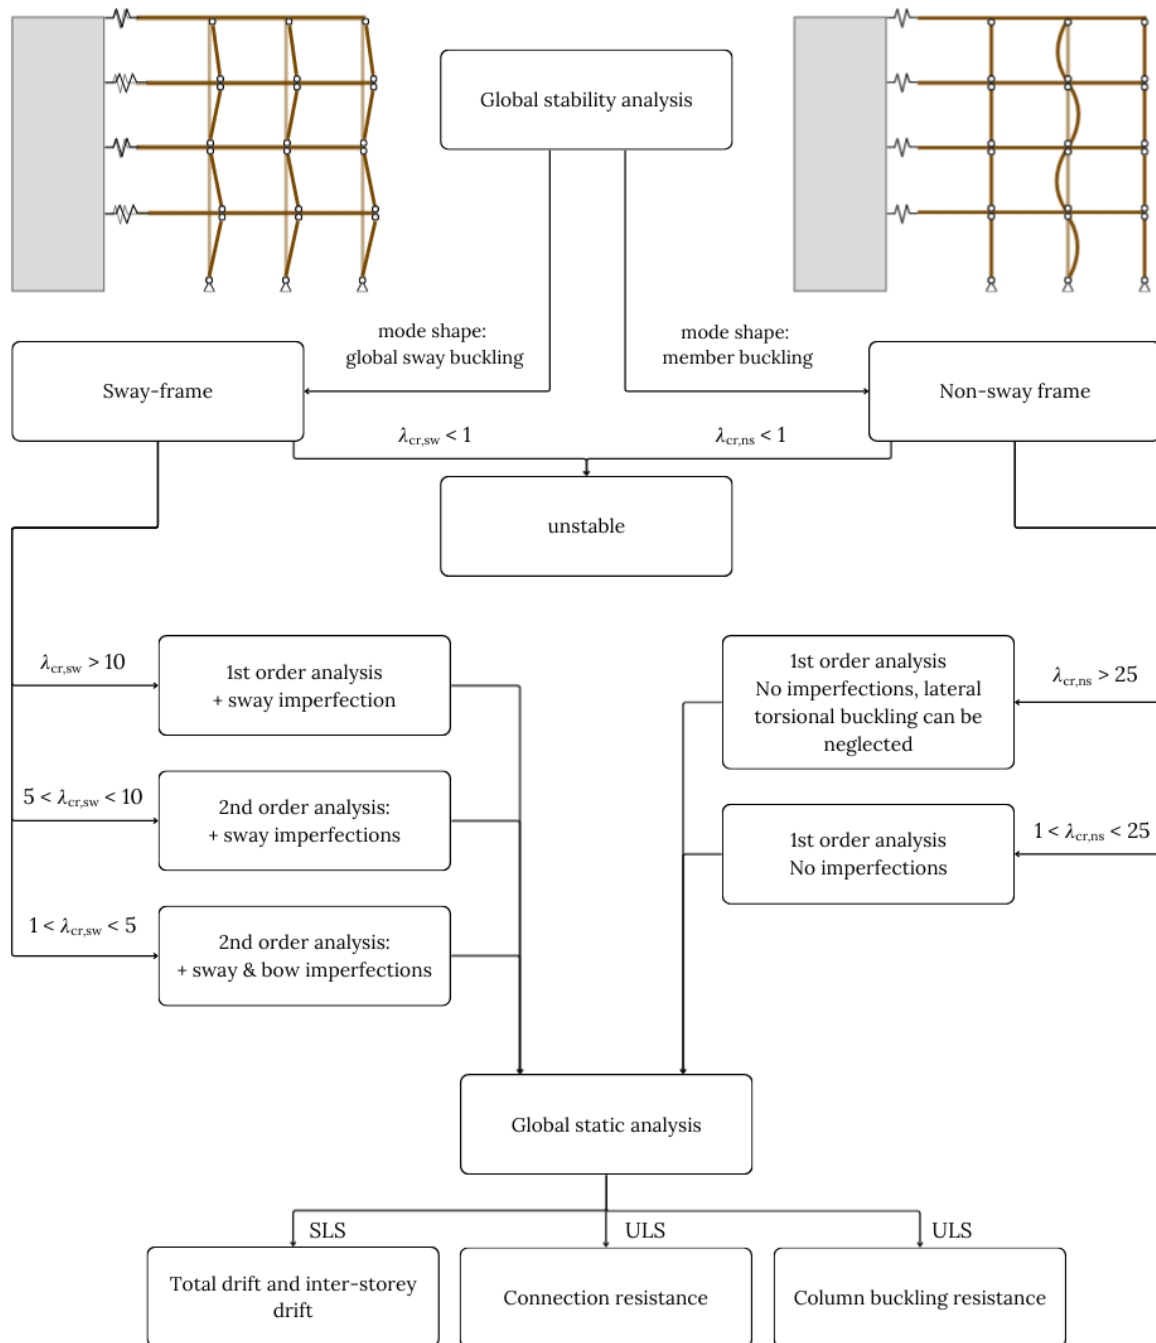 Global stability analysis
mode shape:
global sway buckling
mode shape:
member buckling
Sway-frame
Non-sway frame
λcr,sw < 1
λcr,ns < 1
unstable
λcr,sw > 10
1st order analysis
+ sway imperfection
1st order analysis
No imperfections, lateral
torsional buckling can be
neglected
λcr,ns > 25
5 < λcr,sw < 10
2nd order analysis:
+ sway imperfections
1st order analysis
No imperfections
1 < λcr,ns < 25
1 < λcr,sw < 5
2nd order analysis:
+ sway & bow imperfections
Global static analysis
SLS
ULS
ULS
Total drift and inter-storey
drift
Connection resistance
Column buckling resistance